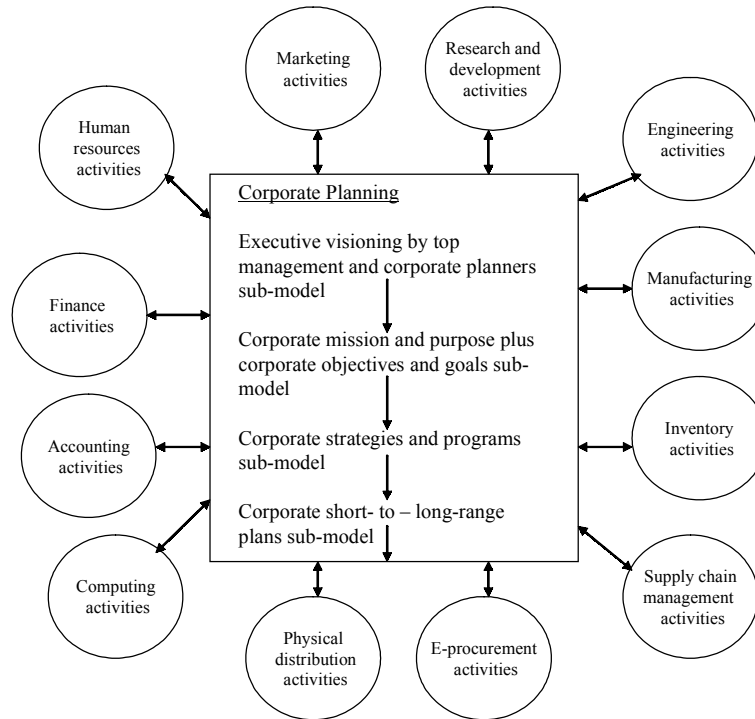 Marketing
activities
Research and
development
activities
Human
resources
activities
Engineering
activities
Corporate Planning
Executive visioning by top
management and corporate planners
sub-model
Manufacturing
activities
Finance
activities
Corporate mission and purpose plus
corporate objectives and goals sub-
model
Inventory
activities
Accounting
activities
Corporate strategies and programs
sub-model
Corporate short- to – long-range
plans sub-model
Computing
activities
Supply chain
management
activities
Physical
distribution
activities
E-procurement
activities